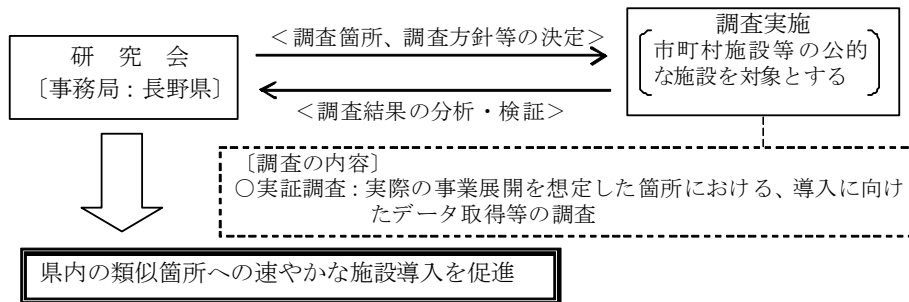 研 究 会
〔事務局：長野県〕
＜調査箇所、調査方針等の決定＞
＜調査結果の分析・検証＞
調査実施
市町村施設等の公的
な施設を対象とする
〔調査の内容〕
○実証調査：実際の事業展開を想定した箇所における、導入に向け
たデータ取得等の調査
県内の類似箇所への速やかな施設導入を促進